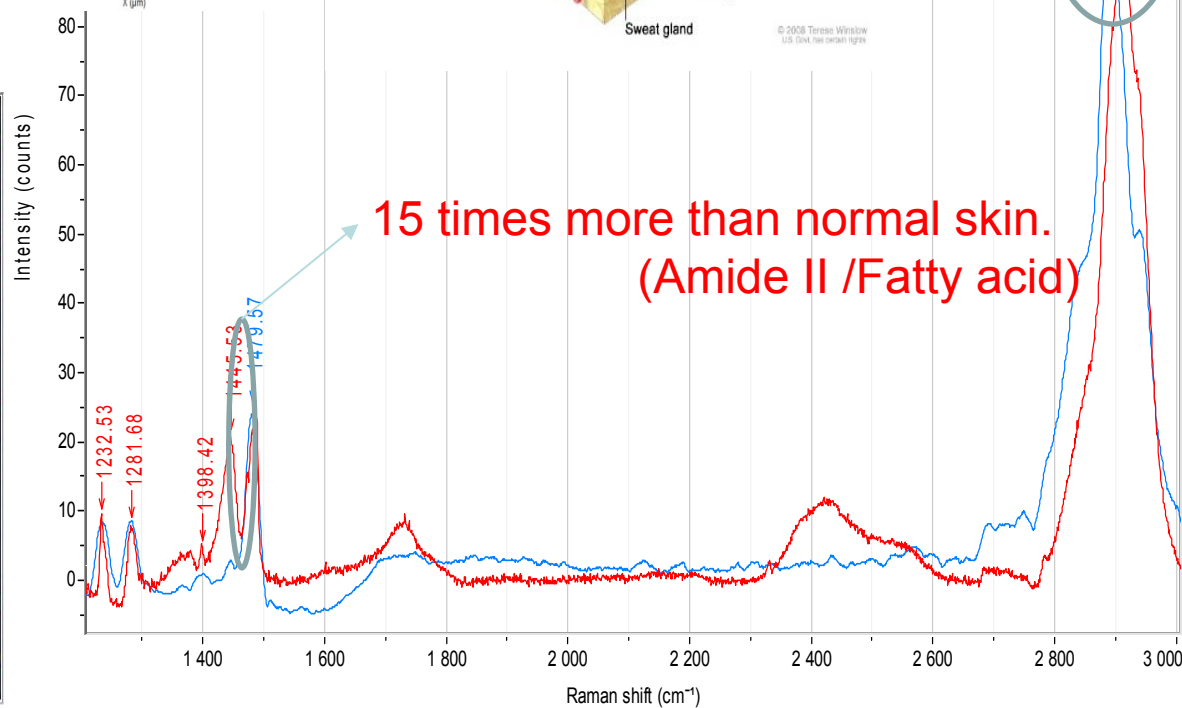 X (µm)
Sweat gland
© 2008 Terese Winslow
U.S. Govt. has certain rights
Intensity (counts)
80
70
60
50
40
30
20
10
0
15 times more than normal skin.
(Amide II /Fatty acid)
1232.53
1281.68
1398.42
1445.53
1479.57
1 400
1 600
1 800
2 000
2 200
2 400
2 600
2 800
3 000
Raman shift (cm⁻¹)